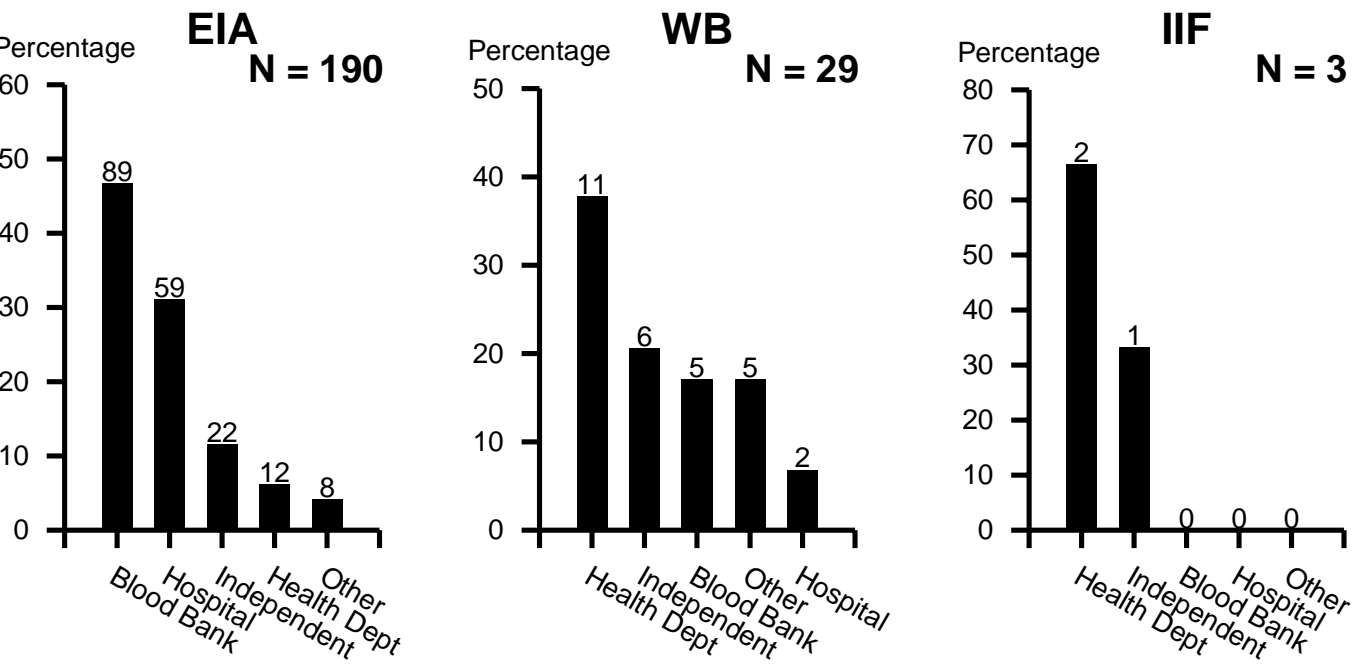 EIA
Percentage
N = 190
60
50
40
30
20
10
0
89
59
22
12
8
Blood Bank
Hospital
Independent
Health Dept
Other
WB
Percentage
N = 29
50
40
30
20
10
0
11
6
5
5
2
Health Dept
Independent
Blood Bank
Other
Hospital
IIF
Percentage
N = 3
80
70
60
50
40
30
20
10
0
2
1
0
0
0
Health Dept
Independent
Blood Bank
Hospital
Other